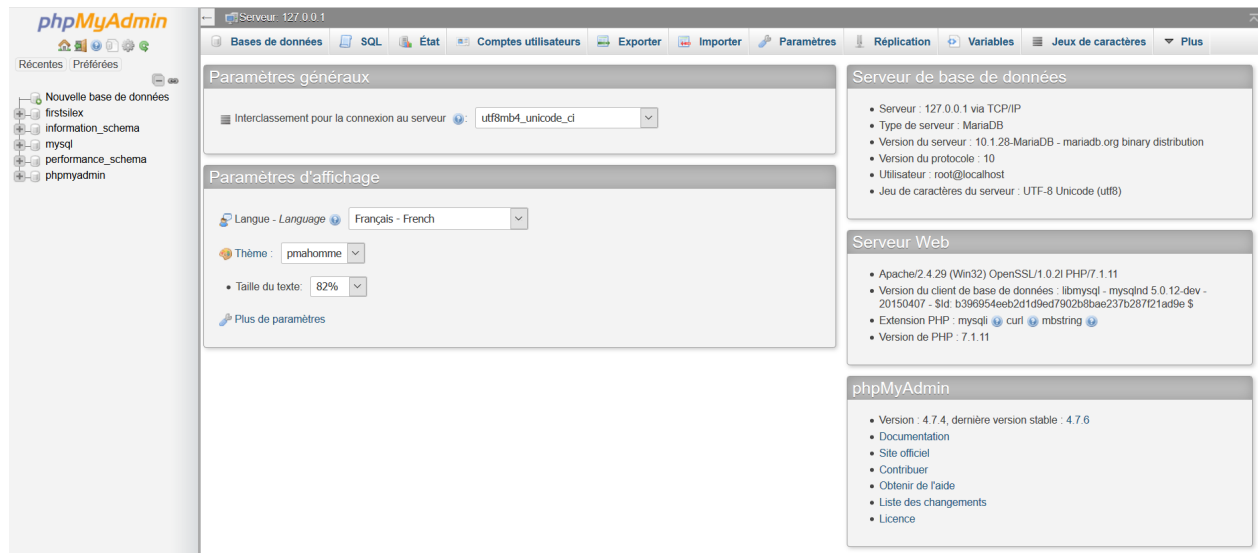 phpMyAdmin
Récentes Préférées
Nouvelle base de données
firstsilex
information_schema
mysql
performance_schema
phpmyadmin
Serveur: 127.0.0.1
Bases de données SQL État Comptes utilisateurs Exporter Importer Paramètres Réplication Variables Jeux de caractères Plus
Paramètres généraux
Interclassement pour la connexion au serveur : utf8mb4_unicode_ci
Paramètres d'affichage
Langue - Language Français - French
Thème : pmahomme
• Taille du texte: 82%
Plus de paramètres
Serveur de base de données
• Serveur : 127.0.0.1 via TCP/IP
• Type de serveur : MariaDB
• Version du serveur : 10.1.28-MariaDB - mariadb.org binary distribution
• Version du protocole : 10
• Utilisateur : root@localhost
• Jeu de caractères du serveur : UTF-8 Unicode (utf8)
Serveur Web
• Apache/2.4.29 (Win32) OpenSSL/1.0.2l PHP/7.1.11
• Version du client de base de données : libmysql - mysqlnd 5.0.12-dev -
20150407 - $Id: b396954eeb2d1d9ed7902b8bae237b287f21ad9e $
• Extension PHP : mysqli curl mbstring
• Version de PHP : 7.1.11
phpMyAdmin
• Version : 4.7.4, dernière version stable : 4.7.6
• Documentation
• Site officiel
• Contribuer
• Obtenir de l'aide
• Liste des changements
• Licence